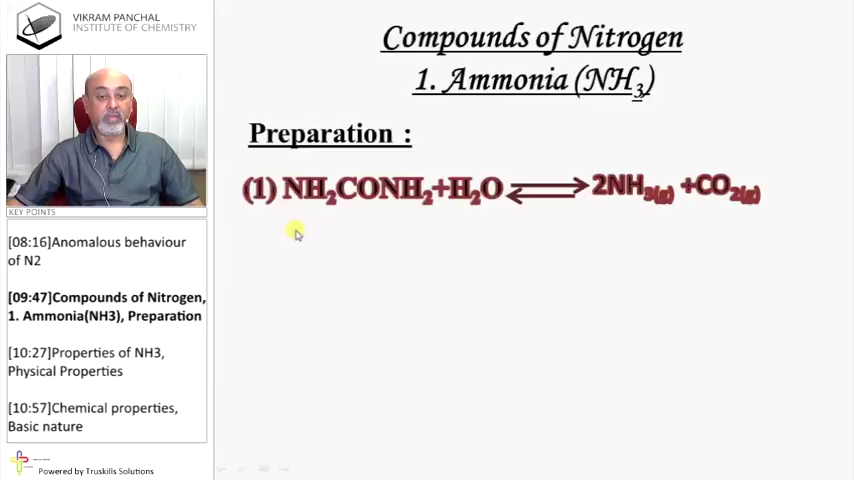 VIKRAM PANCHAL
INSTITUTE OF CHEMISTRY
Compounds of Nitrogen
1. Ammonia (NH₃)
Preparation :
(1) NH₂CONH₂+H₂O ⇌ 2NH₃(g) +CO₂(g)
KEY POINTS
[08:16]Anomalous behaviour
of N2
[09:47]Compounds of Nitrogen,
1. Ammonia(NH3), Preparation
[10:27]Properties of NH3,
Physical Properties
[10:57]Chemical properties,
Basic nature
Powered by Truskills Solutions